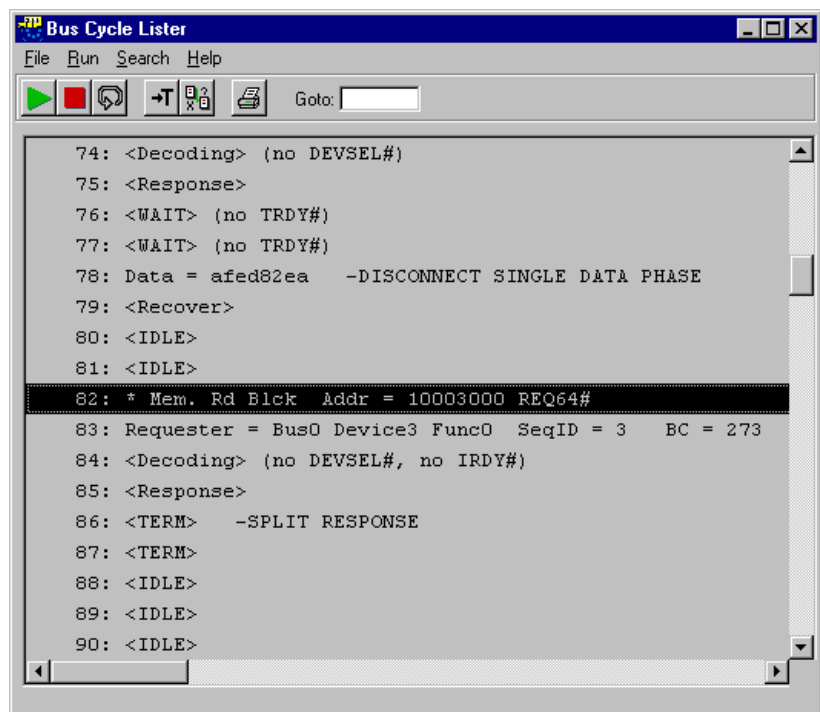 Bus Cycle Lister
File Run Search Help
Goto:
74: <Decoding> (no DEVSEL#)
75: <Response>
76: <WAIT> (no TRDY#)
77: <WAIT> (no TRDY#)
78: Data = afed82ea -DISCONNECT SINGLE DATA PHASE
79: <Recover>
80: <IDLE>
81: <IDLE>
82: * Mem. Rd Blck Addr = 10003000 REQ64#
83: Requester = Bus0 Device3 Func0 SeqID = 3 BC = 273
84: <Decoding> (no DEVSEL#, no IRDY#)
85: <Response>
86: <TERM> -SPLIT RESPONSE
87: <TERM>
88: <IDLE>
89: <IDLE>
90: <IDLE>